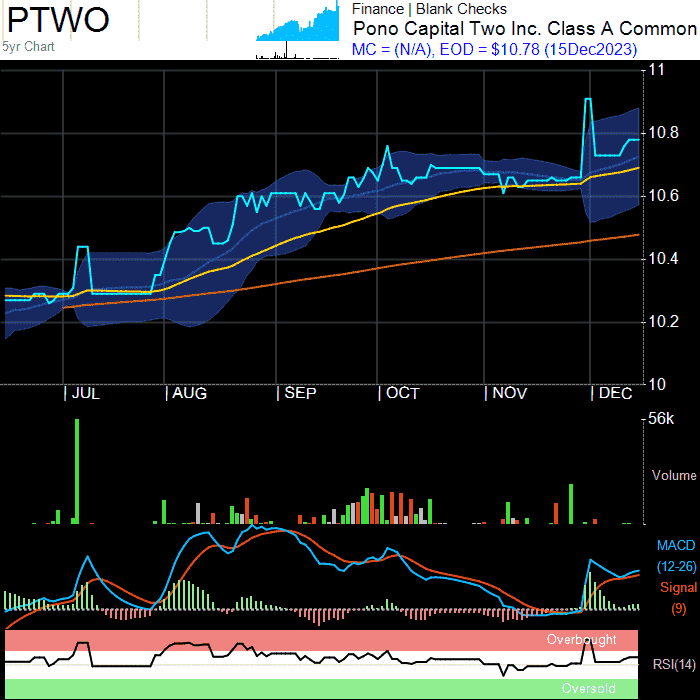 PTWO
5yr Chart
Finance | Blank Checks
Pono Capital Two Inc. Class A Common
MC = (N/A), EOD = $10.78 (15Dec2023)
11
10.8
10.6
10.4
10.2
10
JUL
AUG
SEP
OCT
NOV
DEC
56k
Volume
MACD
(12-26)
Signal
(9)
Overbought
RSI(14)
Oversold